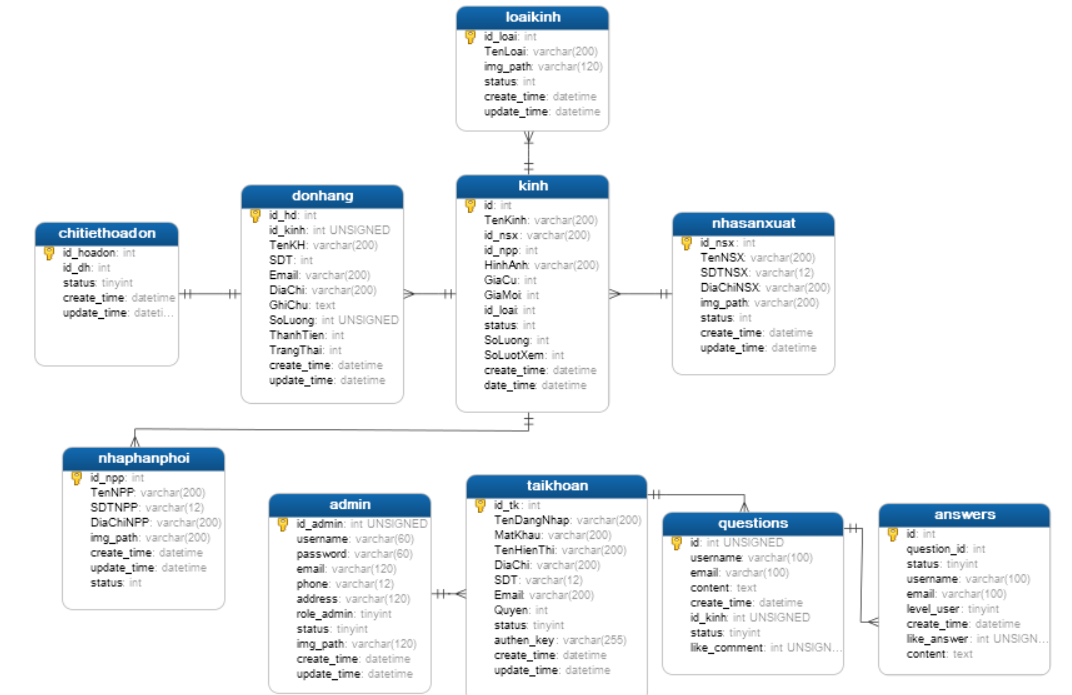 loaikinh
id_loai: int
TenLoai: varchar(200)
img_path: varchar(120)
status: int
create_time: datetime
update_time: datetime
donhang
id_hd: int
id_kinh: int UNSIGNED
TenKH: varchar(200)
SDT: int
Email: varchar(200)
DiaChi: varchar(200)
GhiChu: text
SoLuong: int UNSIGNED
ThanhTien: int
TrangThai: int
create_time: datetime
update_time: datetime
kinh
id: int
TenKinh: varchar(200)
id_nsx: varchar(200)
id_npp: int
HinhAnh: varchar(200)
GiaCu: int
GiaMoi: int
id_loai: int
status: int
SoLuong: int
SoLuotXem: int
create_time: datetime
date_time: datetime
nhasanxuat
id_nsx: int
TenNSX: varchar(200)
SDTNSX: varchar(12)
DiaChiNSX: varchar(200)
img_path: varchar(200)
status: int
create_time: datetime
update_time: datetime
chitiethoadon
id_hoadon: int
id_dh: int
status: tinyint
create_time: datetime
update_time: dateti...
nhaphanphoi
id_npp: int
TenNPP: varchar(200)
SDTNPP: varchar(12)
DiaChiNPP: varchar(200)
img_path: varchar(200)
create_time: datetime
update_time: datetime
status: int
admin
id_admin: int UNSIGNED
username: varchar(60)
password: varchar(60)
email: varchar(120)
phone: varchar(12)
address: varchar(120)
role_admin: tinyint
status: tinyint
img_path: varchar(120)
create_time: datetime
update_time: datetime
taikhoan
id_tk: int
TenDangNhap: varchar(200)
MatKhau: varchar(200)
TenHienThi: varchar(200)
DiaChi: varchar(200)
SDT: varchar(12)
Email: varchar(200)
Quyen: int
status: tinyint
authen_key: varchar(255)
create_time: datetime
update_time: datetime
questions
id: int UNSIGNED
username: varchar(100)
email: varchar(100)
content: text
create_time: datetime
id_kinh: int UNSIGNED
status: tinyint
like_comment: int UNSIGN...
answers
id: int
question_id: int
status: tinyint
username: varchar(100)
email: varchar(100)
level_user: tinyint
create_time: datetime
like_answer: int UNSIGN...
content: text